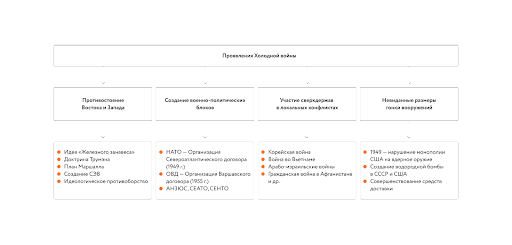 Проявления Холодной войны
Противостояние
Востока и Запада
Создание военно-политических
блоков
Участие сверхдержав
в локальных конфликтах
Невиданные размеры
гонки вооружений
Идея «Железного занавеса»
Доктрина Трумэна
План Маршалла
Создание СЭВ
Идеологическое противоборство
НАТО — Организация
Североатлантического договора
(1949 г.)
ОВД — Организация Варшавского
договора (1955 г.)
АНЗЮС, СЕАТО, СЕНТО
Корейская война
Война во Вьетнаме
Арабо-израильские войны
Гражданская война в Афганистане
и др.
1949 — нарушение монополии
США на ядерное оружие
Создание водородной бомбы
в СССР и США
Совершенствование средств
доставки